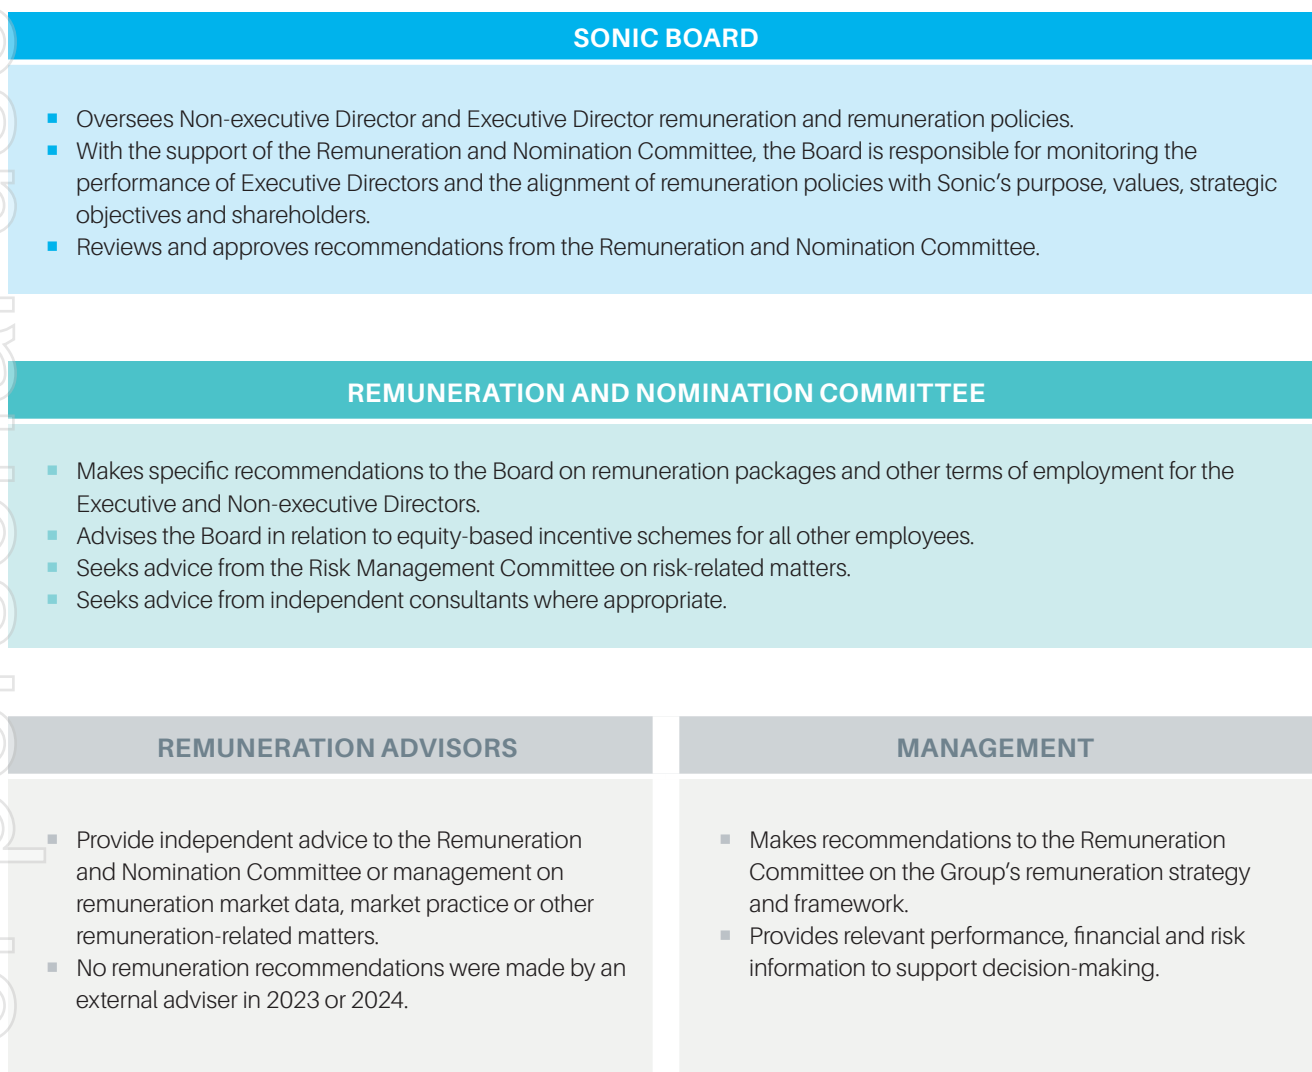 SONIC BOARD
▪ Oversees Non-executive Director and Executive Director remuneration and remuneration policies.
▪ With the support of the Remuneration and Nomination Committee, the Board is responsible for monitoring the
performance of Executive Directors and the alignment of remuneration policies with Sonic's purpose, values, strategic
objectives and shareholders.
▪ Reviews and approves recommendations from the Remuneration and Nomination Committee.
REMUNERATION AND NOMINATION COMMITTEE
▪ Makes specific recommendations to the Board on remuneration packages and other terms of employment for the
Executive and Non-executive Directors.
▪ Advises the Board in relation to equity-based incentive schemes for all other employees.
▪ Seeks advice from the Risk Management Committee on risk-related matters.
▪ Seeks advice from independent consultants where appropriate.
REMUNERATION ADVISORS
▪ Provide independent advice to the Remuneration
and Nomination Committee or management on
remuneration market data, market practice or other
remuneration-related matters.
▪ No remuneration recommendations were made by an
external adviser in 2023 or 2024.
MANAGEMENT
▪ Makes recommendations to the Remuneration
Committee on the Group's remuneration strategy
and framework.
▪ Provides relevant performance, financial and risk
information to support decision-making.